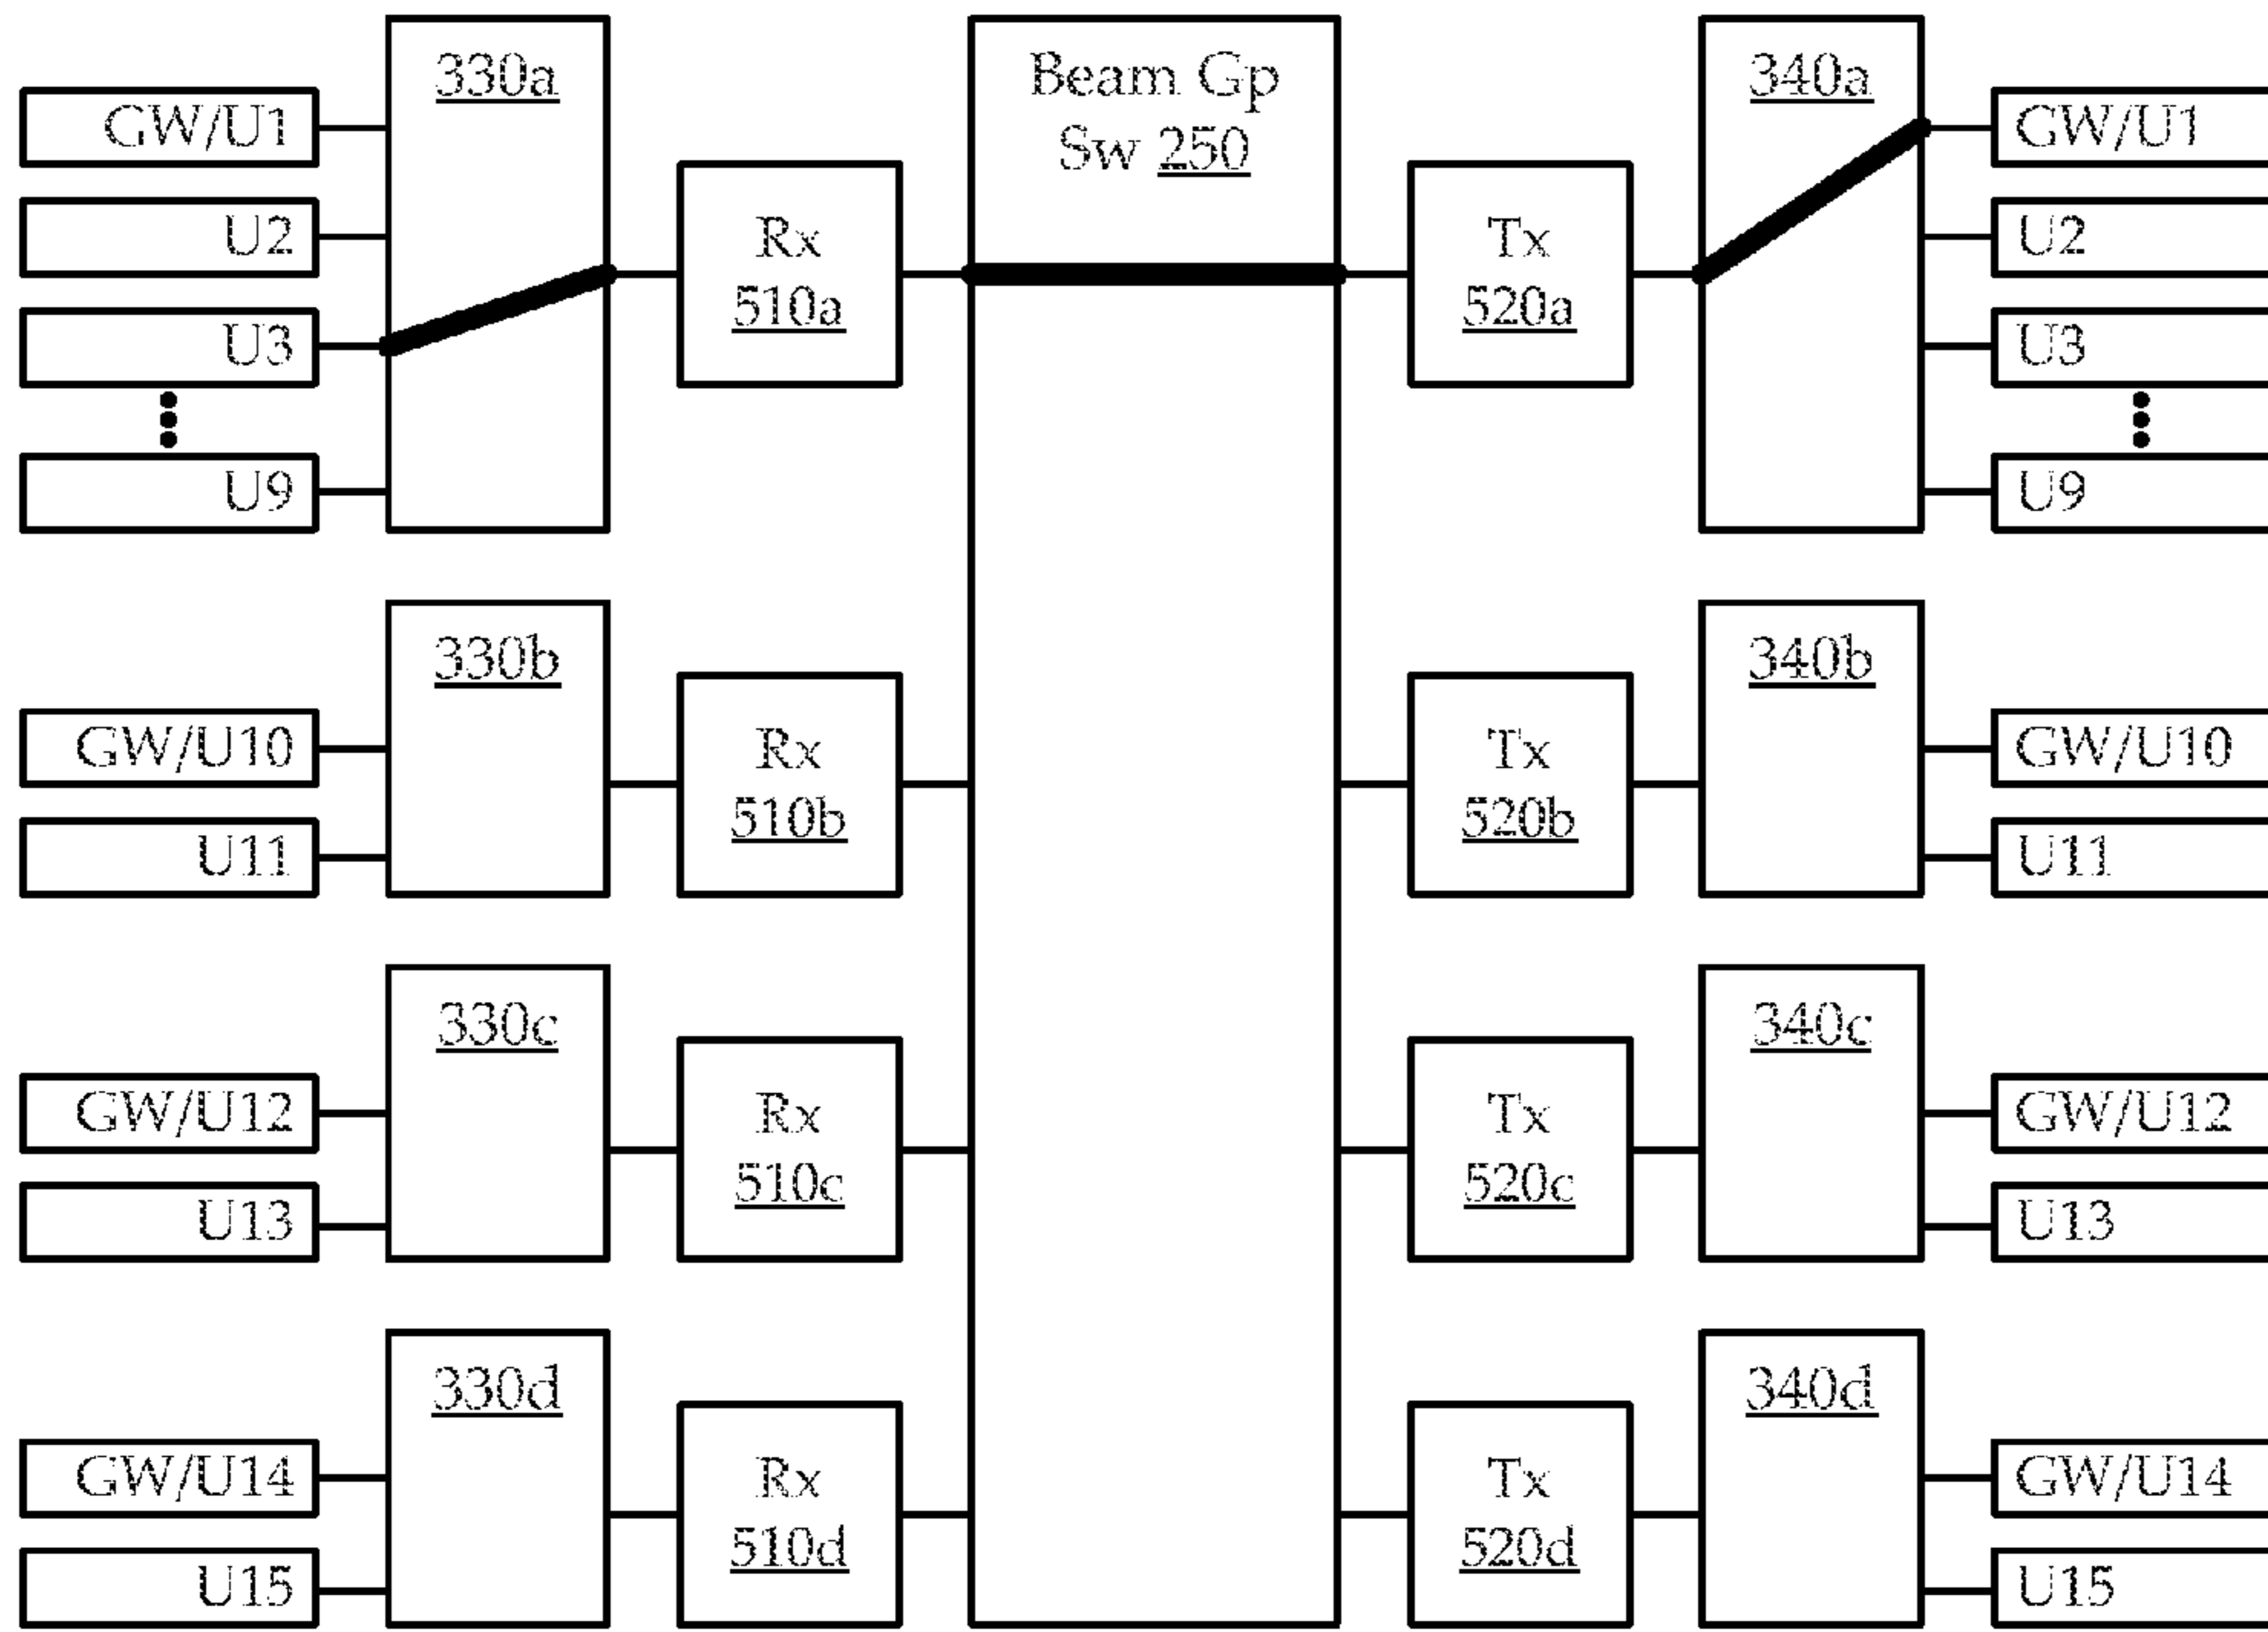 330a
Beam Gp
Sw 250
340a
GW/U1
GW/U1
U2
Rx
510a
Tx
520a
U2
U3
U3
U9
U9
330b
340b
GW/U10
Rx
510b
Tx
520b
GW/U10
U11
U11
330c
340c
GW/U12
Rx
510c
Tx
520c
GW/U12
U13
U13
330d
340d
GW/U14
Rx
510d
Tx
520d
GW/U14
U15
U15